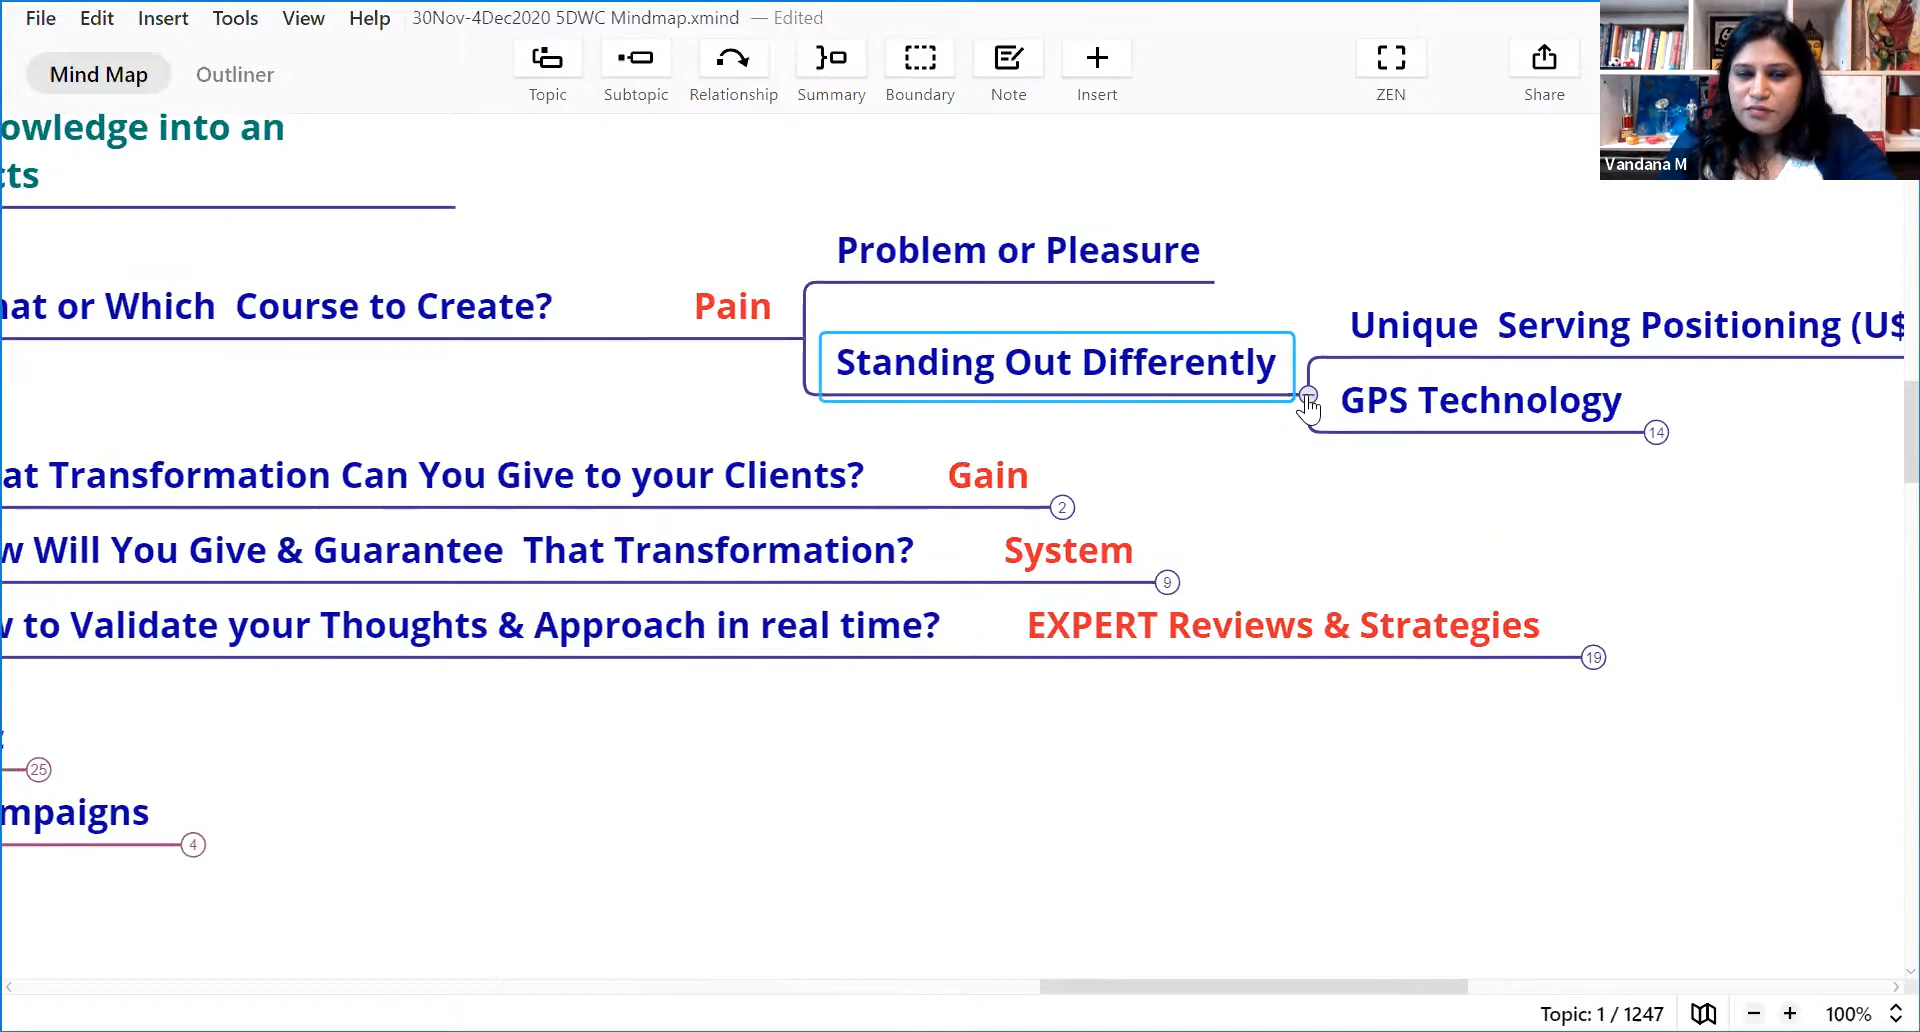 File Edit Insert Tools View Help 30Nov-4Dec2020 5DWC Mindmap.xmind — Edited
Mind Map Outliner
Topic Subtopic Relationship Summary Boundary Note Insert ZEN Share
Vandana M
owledge into an
cts
Problem or Pleasure
hat or Which Course to Create? Pain
Unique Serving Positioning (U$
Standing Out Differently
GPS Technology
14
at Transformation Can You Give to your Clients? Gain
2
w Will You Give & Guarantee That Transformation? System
9
to Validate your Thoughts & Approach in real time? EXPERT Reviews & Strategies
19
25
mpaigns
4
Topic: 1 / 1247 100%